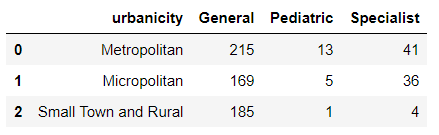 urbanicity General Pediatric Specialist
0 Metropolitan 215 13 41
1 Micropolitan 169 5 36
2 Small Town and Rural 185 1 4